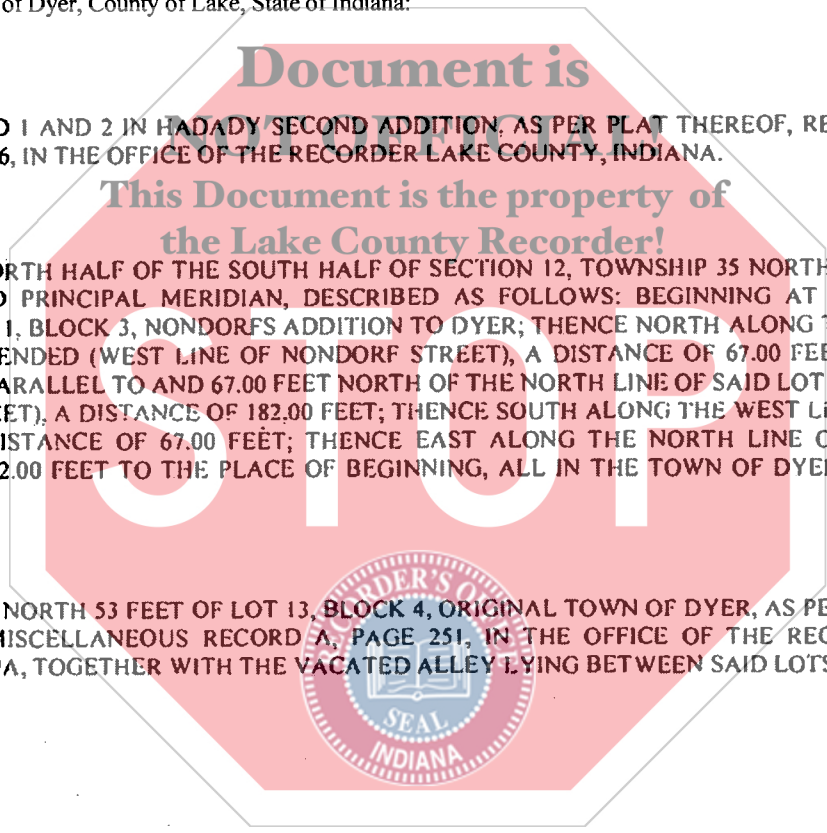 of Dyer, County of Lake, State of Indiana:
Document is
1 AND 2 IN HADADY SECOND ADDITION, AS PER PLAT THEREOF, RE
NOT OFFICIAL!
6, IN THE OFFICE OF THE RECORDER LAKE COUNTY, INDIANA.
This Document is the property of
the Lake County Recorder!
RTH HALF OF THE SOUTH HALF OF SECTION 12, TOWNSHIP 35 NORTH
D PRINCIPAL MERIDIAN, DESCRIBED AS FOLLOWS: BEGINNING AT
1, BLOCK 3, NONDORFS ADDITION TO DYER; THENCE NORTH ALONG
ENDED (WEST LINE OF NONDORF STREET), A DISTANCE OF 67.00 FEE
ARALLEL TO AND 67.00 FEET NORTH OF THE NORTH LINE OF SAID LOT
ET), A DISTANCE OF 182.00 FEET; THENCE SOUTH ALONG THE WEST LI
ISTANCE OF 67.00 FEET; THENCE EAST ALONG THE NORTH LINE O
2.00 FEET TO THE PLACE OF BEGINNING, ALL IN THE TOWN OF DYER
STOP
NORTH 53 FEET OF LOT 13, BLOCK 4, ORIGINAL TOWN OF DYER, AS PE
MISCELLANEOUS RECORD A, PAGE 251, IN THE OFFICE OF THE REC
A, TOGETHER WITH THE VACATED ALLEY LYING BETWEEN SAID LOTS
RECORDER'S OFFICE
SEAL
INDIANA